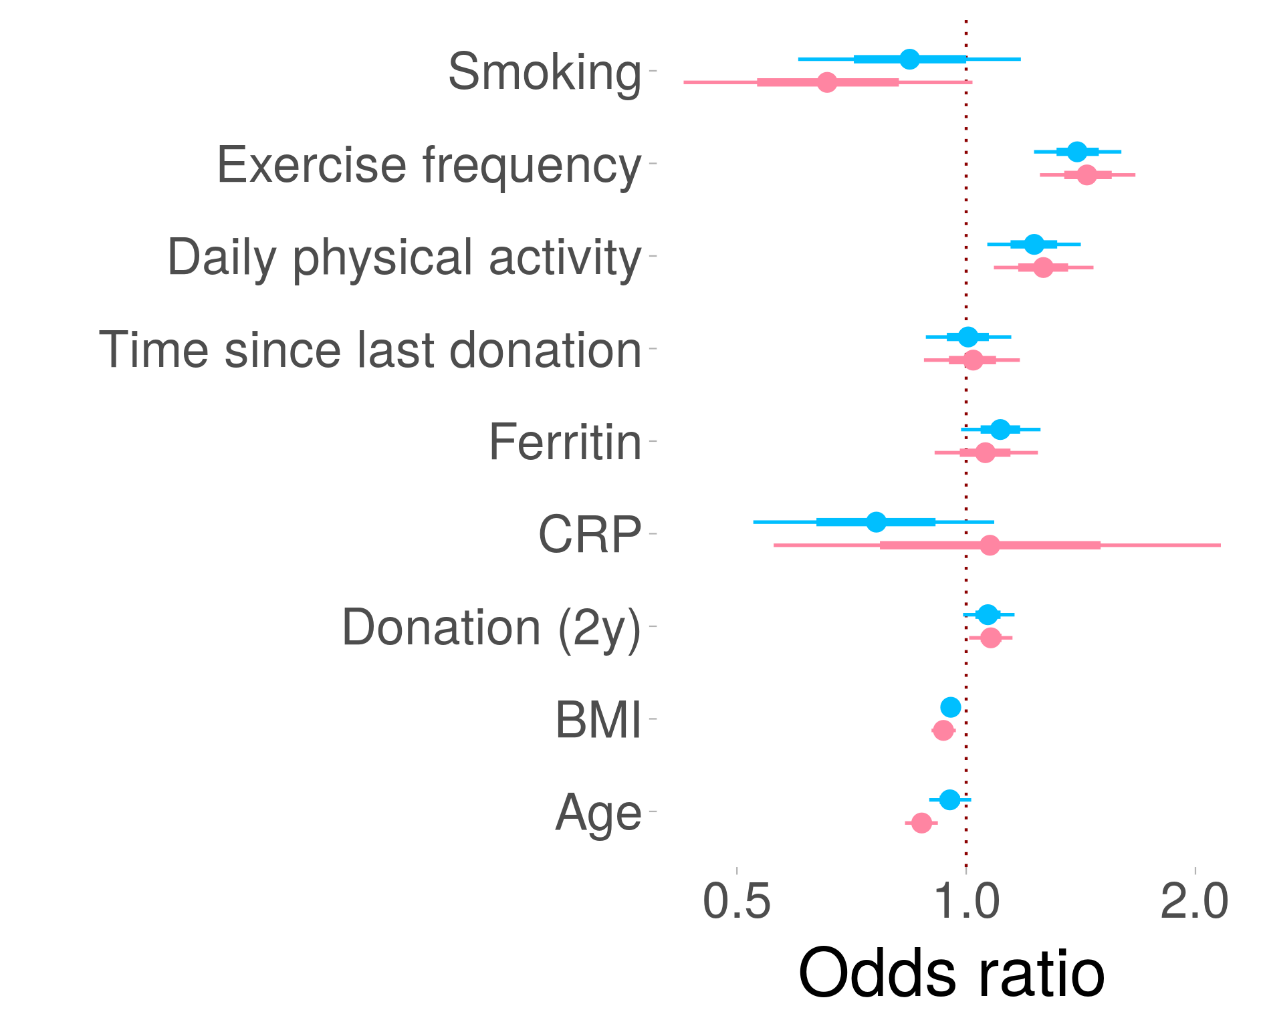 Smoking
Exercise frequency
Daily physical activity
Time since last donation
Ferritin
CRP
Donation (2y)
BMI
Age
0.5 1.0 2.0
Odds ratio